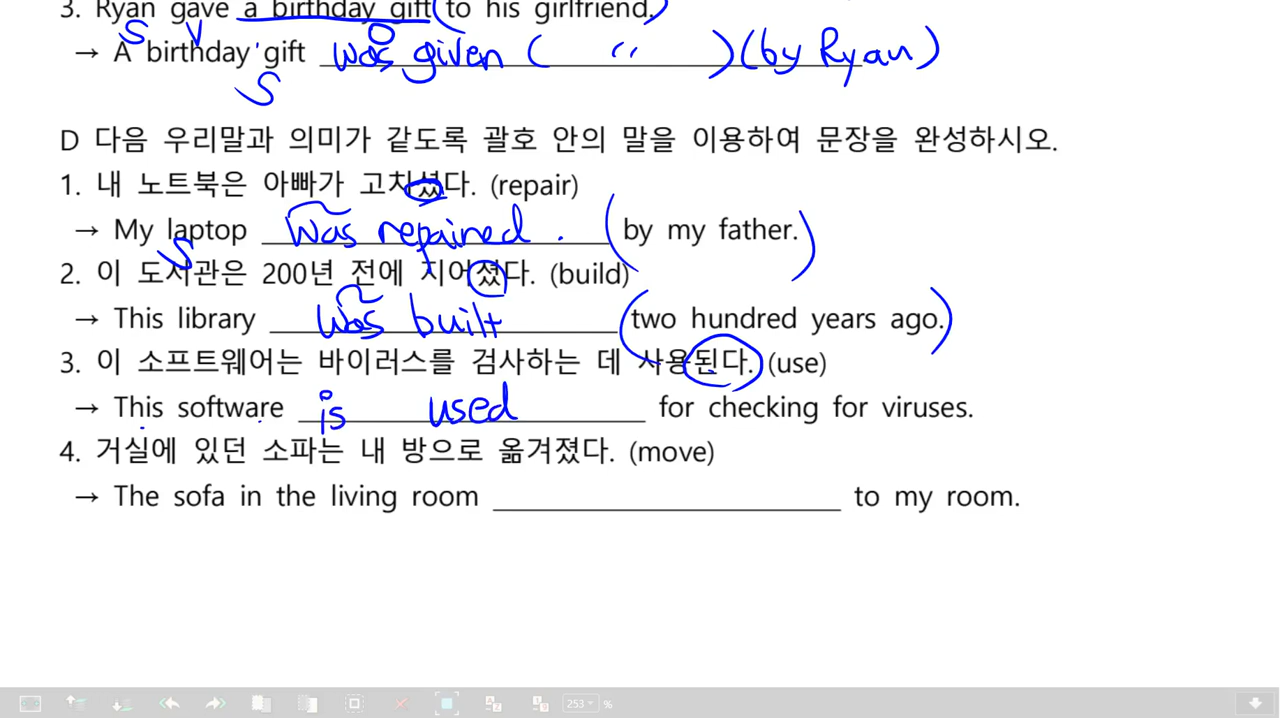 3. Ryan gave a birthday gift (to his girlfriend.)
S V O
→ A birthday gift was given ( " ) (by Ryan)
S
D 다음 우리말과 의미가 같도록 괄호 안의 말을 이용하여 문장을 완성하시오.
1. 내 노트북은 아빠가 고치셨다. (repair)
→ My laptop was repained. (by my father.)
S
2. 이 도서관은 200년 전에 지어졌다. (build)
→ This library was built (two hundred years ago.)
3. 이 소프트웨어는 바이러스를 검사하는 데 사용된다. (use)
→ This software is used for checking for viruses.
4. 거실에 있던 소파는 내 방으로 옮겨졌다. (move)
→ The sofa in the living room ____________ to my room.
253 %